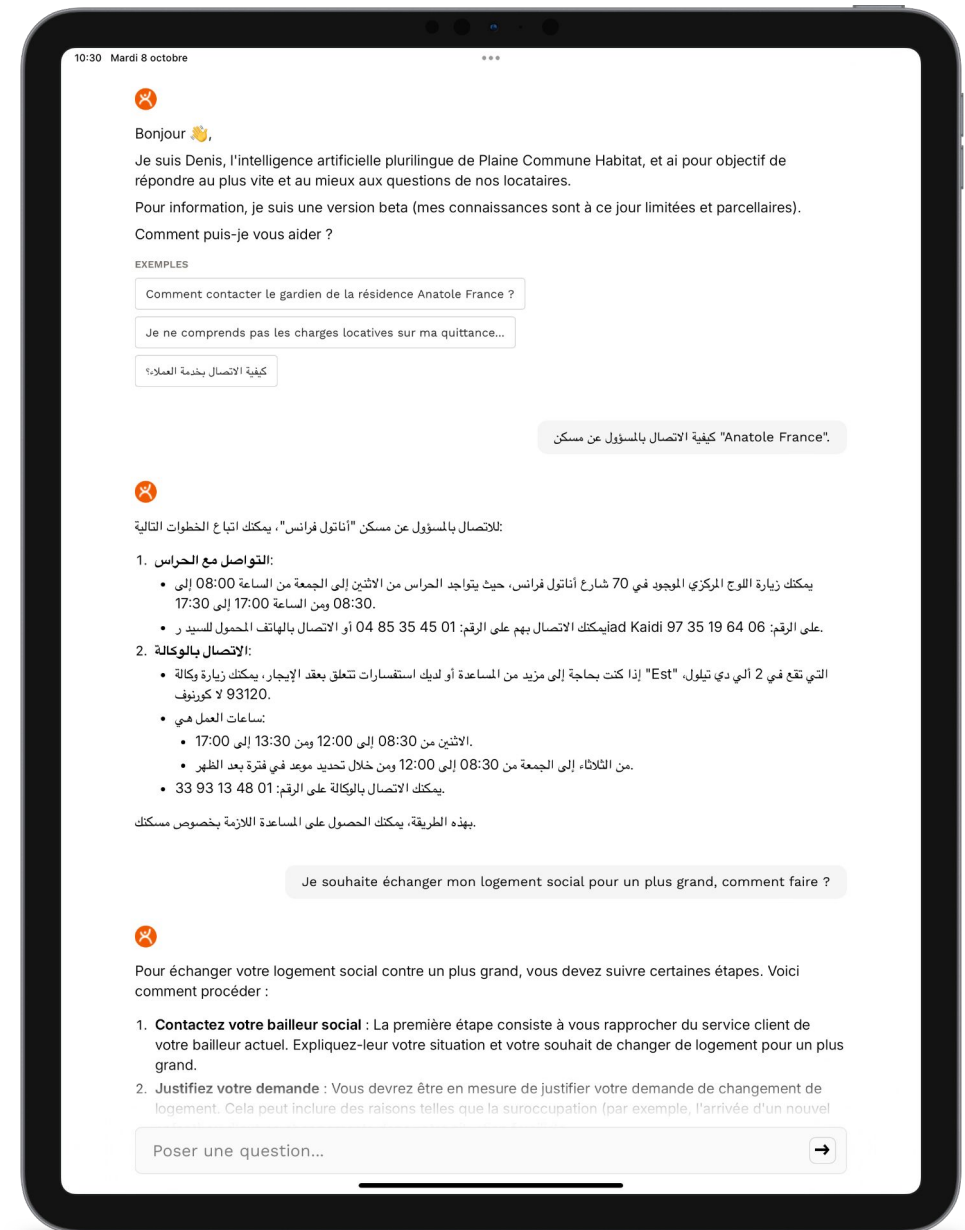 10:30 Mardi 8 octobre
Bonjour 👋,
Je suis Denis, l'intelligence artificielle plurilingue de Plaine Commune Habitat, et ai pour objectif de
répondre au plus vite et au mieux aux questions de nos locataires.
Pour information, je suis une version beta (mes connaissances sont à ce jour limitées et parcellaires).
Comment puis-je vous aider ?
EXEMPLES
Comment contacter le gardien de la résidence Anatole France ?
Je ne comprends pas les charges locatives sur ma quittance...
كيفية الاتصال بخدمة العملاء؟
كيفية الاتصال بالمسؤول عن مسكن "Anatole France".
للاتصال بالمسؤول عن مسكن "أناتول فرانس"، يمكنك اتباع الخطوات التالية:
1. التواصل مع الحراس:
• يمكنك زيارة اللوج المركزي الموجود في 70 شارع أناتول فرانس، حيث يتواجد الحراس من الاثنين إلى الجمعة من الساعة 08:00 إلى
08:30 ومن الساعة 17:00 إلى 17:30.
• على الرقم: 06 64 19 35 97 iad Kaidiيمكنك الاتصال بهم على الرقم: 01 45 35 85 04 أو الاتصال بالهاتف المحمول للسيد ر.
2. الاتصال بالوكالة:
• التي تقع في 2 ألي دي تيلول، "Est" إذا كنت بحاجة إلى مزيد من المساعدة أو لديك استفسارات تتعلق بعقد الإيجار، يمكنك زيارة وكالة
93120 لا كورنوف.
• ساعات العمل هي:
• الاثنين من 08:30 إلى 12:00 ومن 13:30 إلى 17:00.
• من الثلاثاء إلى الجمعة من 08:30 إلى 12:00 ومن خلال تحديد موعد في فترة بعد الظهر.
• يمكنك الاتصال بالوكالة على الرقم: 01 48 13 93 33.
بهذه الطريقة، يمكنك الحصول على المساعدة اللازمة بخصوص مسكنك.
Je souhaite échanger mon logement social pour un plus grand, comment faire ?
Pour échanger votre logement social contre un plus grand, vous devez suivre certaines étapes. Voici
comment procéder :
1. Contactez votre bailleur social : La première étape consiste à vous rapprocher du service client de
votre bailleur actuel. Expliquez-leur votre situation et votre souhait de changer de logement pour un plus
grand.
2. Justifiez votre demande : Vous devrez être en mesure de justifier votre demande de changement de
logement. Cela peut inclure des raisons telles que la suroccupation (par exemple, l'arrivée d'un nouvel
Poser une question...